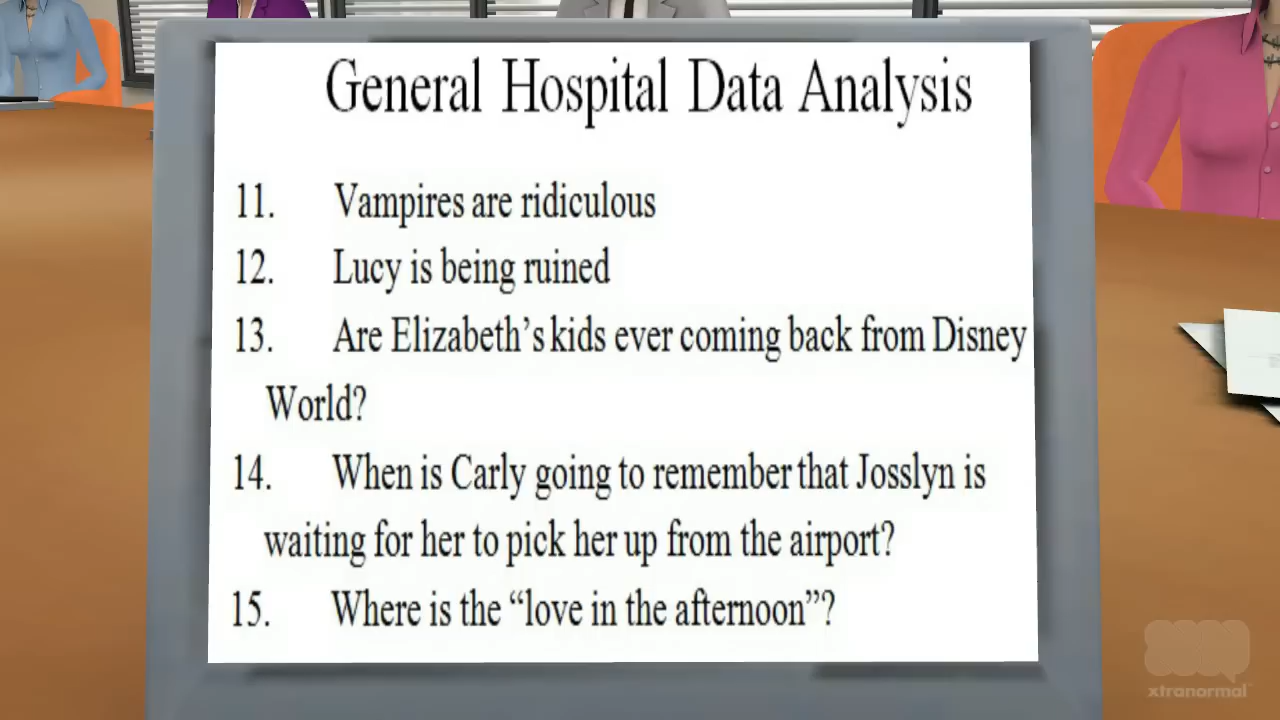 General Hospital Data Analysis
11. Vampires are ridiculous
12. Lucy is being ruined
13. Are Elizabeth’s kids ever coming back from Disney
World?
14. When is Carly going to remember that Josslyn is
waiting for her to pick her up from the airport?
15. Where is the “love in the afternoon”?
xtranormal